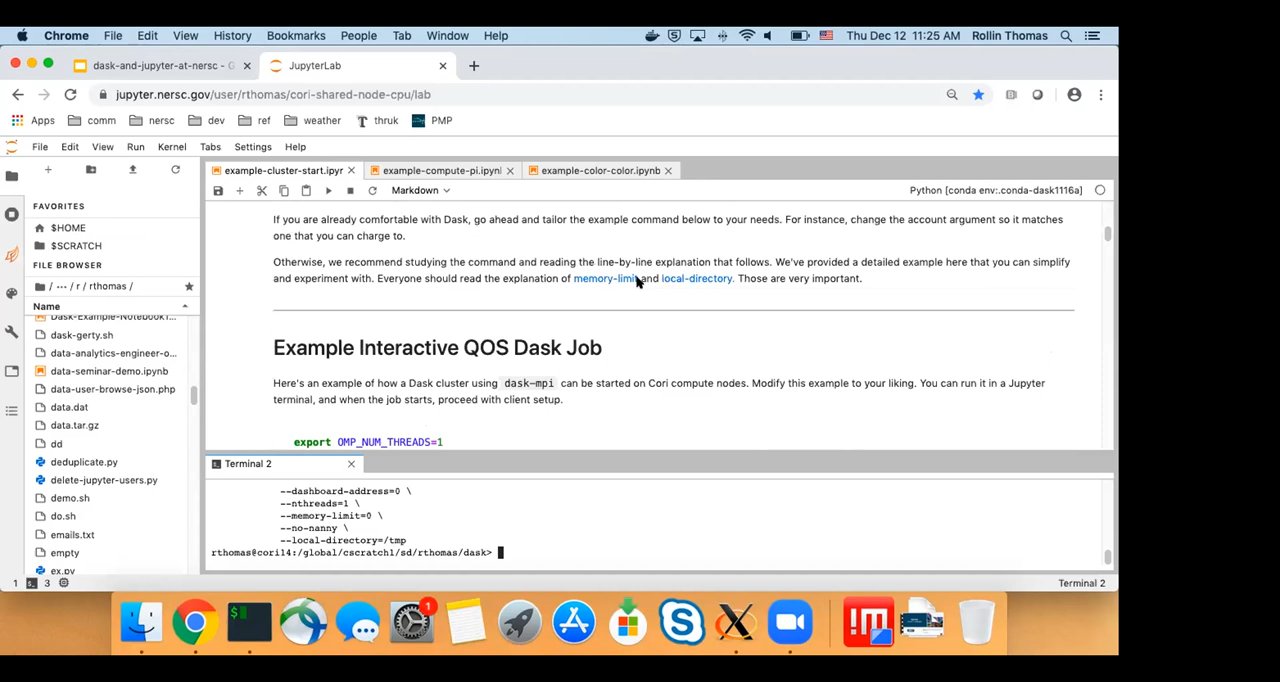 Chrome File Edit View History Bookmarks People Tab Window Help Thu Dec 12 11:25 AM Rollin Thomas
dask-and-jupyter-at-nersc - G JupyterLab
jupyter.nersc.gov/user/rthomas/cori-shared-node-cpu/lab
Apps comm nersc dev ref weather thruk PMP
File Edit View Run Kernel Tabs Settings Help
example-cluster-start.ipyr example-compute-pi.ipynl example-color-color.ipynb
Markdown Python [conda env:.conda-dask1116a]
FAVORITES
$HOME
$SCRATCH
FILE BROWSER
/ ··· / r / rthomas /
Name
Dask-Example-Notebook1...
dask-gerty.sh
data-analytics-engineer-o...
data-seminar-demo.ipynb
data-user-browse-json.php
data.dat
data.tar.gz
dd
deduplicate.py
delete-jupyter-users.py
demo.sh
do.sh
emails.txt
empty
ex.py
If you are already comfortable with Dask, go ahead and tailor the example command below to your needs. For instance, change the account argument so it matches
one that you can charge to.
Otherwise, we recommend studying the command and reading the line-by-line explanation that follows. We've provided a detailed example here that you can simplify
and experiment with. Everyone should read the explanation of memory-limit and local-directory. Those are very important.
Example Interactive QOS Dask Job
Here's an example of how a Dask cluster using dask-mpi can be started on Cori compute nodes. Modify this example to your liking. You can run it in a Jupyter
terminal, and when the job starts, proceed with client setup.
export OMP_NUM_THREADS=1
Terminal 2
--dashboard-address=0 \
--nthreads=1 \
--memory-limit=0 \
--no-nanny \
--local-directory=/tmp
rthomas@cori14:/global/cscratch1/sd/rthomas/dask>
1 3 Terminal 2
1